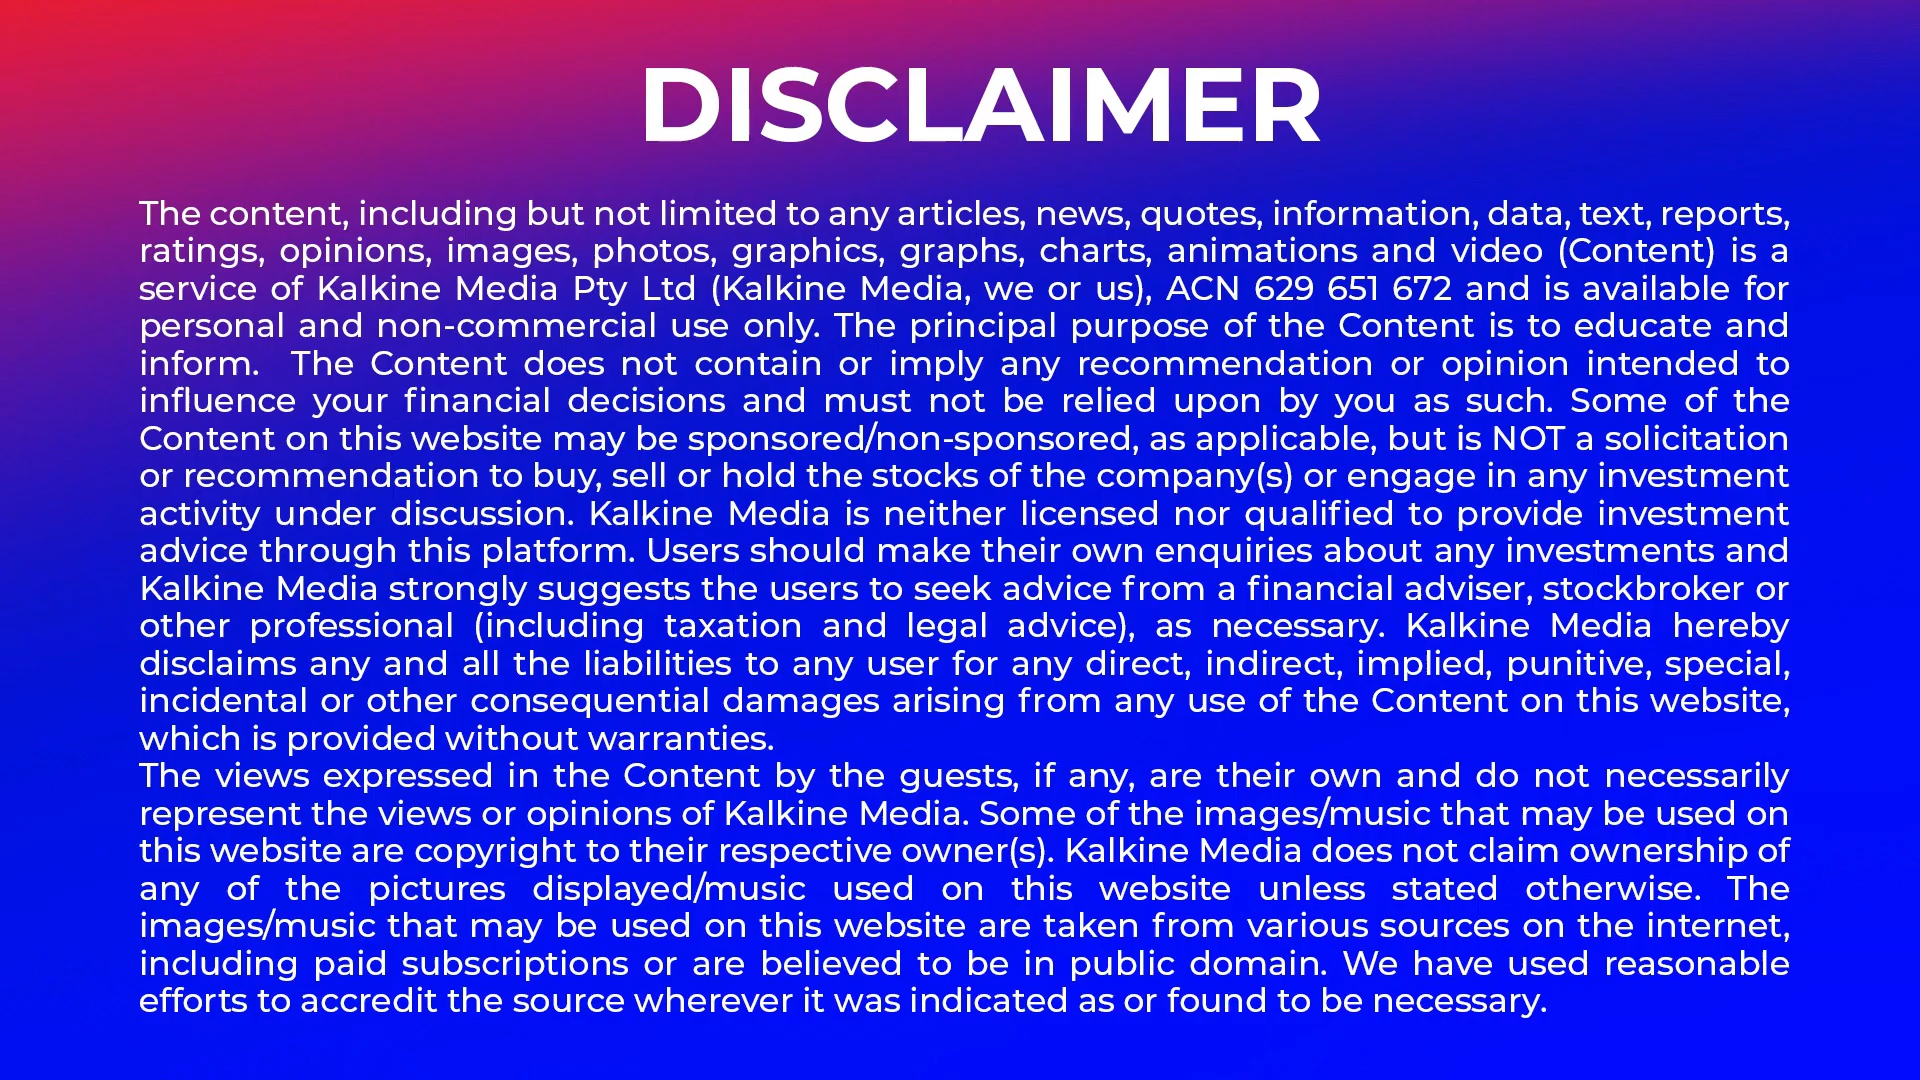 DISCLAIMER
The content, including but not limited to any articles, news, quotes, information, data, text, reports,
ratings, opinions, images, photos, graphics, graphs, charts, animations and video (Content) is a
service of Kalkine Media Pty Ltd (Kalkine Media, we or us), ACN 629 651 672 and is available for
personal and non-commercial use only. The principal purpose of the Content is to educate and
inform.  The Content does not contain or imply any recommendation or opinion intended to
influence your financial decisions and must not be relied upon by you as such. Some of the
Content on this website may be sponsored/non-sponsored, as applicable, but is NOT a solicitation
or recommendation to buy, sell or hold the stocks of the company(s) or engage in any investment
activity under discussion. Kalkine Media is neither licensed nor qualified to provide investment
advice through this platform. Users should make their own enquiries about any investments and
Kalkine Media strongly suggests the users to seek advice from a financial adviser, stockbroker or
other professional (including taxation and legal advice), as necessary. Kalkine Media hereby
disclaims any and all the liabilities to any user for any direct, indirect, implied, punitive, special,
incidental or other consequential damages arising from any use of the Content on this website,
which is provided without warranties.
The views expressed in the Content by the guests, if any, are their own and do not necessarily
represent the views or opinions of Kalkine Media. Some of the images/music that may be used on
this website are copyright to their respective owner(s). Kalkine Media does not claim ownership of
any of the pictures displayed/music used on this website unless stated otherwise. The
images/music that may be used on this website are taken from various sources on the internet,
including paid subscriptions or are believed to be in public domain. We have used reasonable
efforts to accredit the source wherever it was indicated as or found to be necessary.